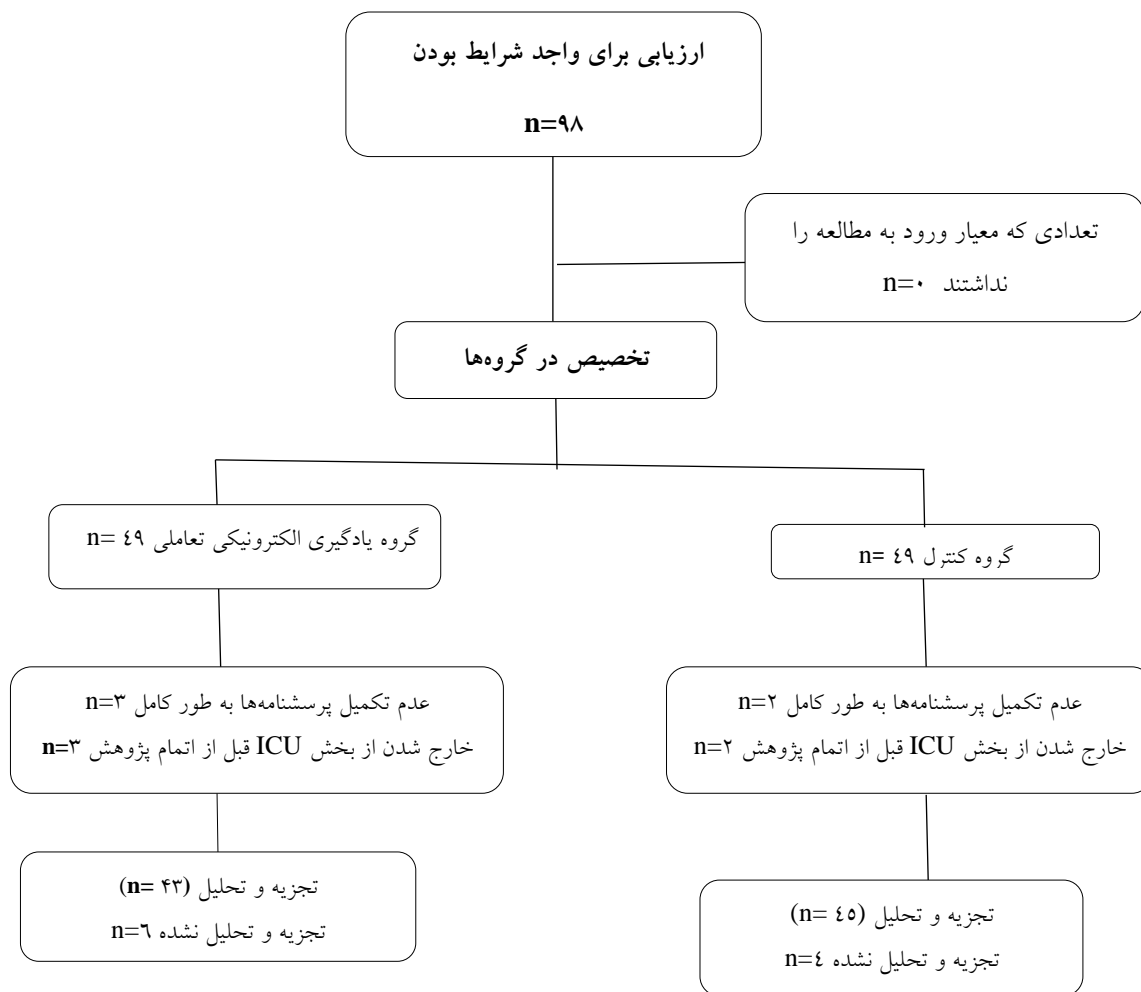 ارزیابی برای واجد شرایط بودن
n=۹۸
تعدادی که معیار ورود به مطالعه را
نداشتند n=۰
تخصیص در گروه‌ها
گروه یادگیری الکترونیکی تعاملی n= ٤۹
گروه کنترل n= ٤۹
عدم تکمیل پرسشنامه‌ها به طور کامل n=۳
خارج شدن از بخش ICU قبل از اتمام پژوهش n=۳
عدم تکمیل پرسشنامه‌ها به طور کامل n=۲
خارج شدن از بخش ICU قبل از اتمام پژوهش n=۲
تجزیه و تحلیل (n= ۴۳)
تجزیه و تحلیل نشده n=٦
تجزیه و تحلیل (n= ٤٥)
تجزیه و تحلیل نشده n=٤